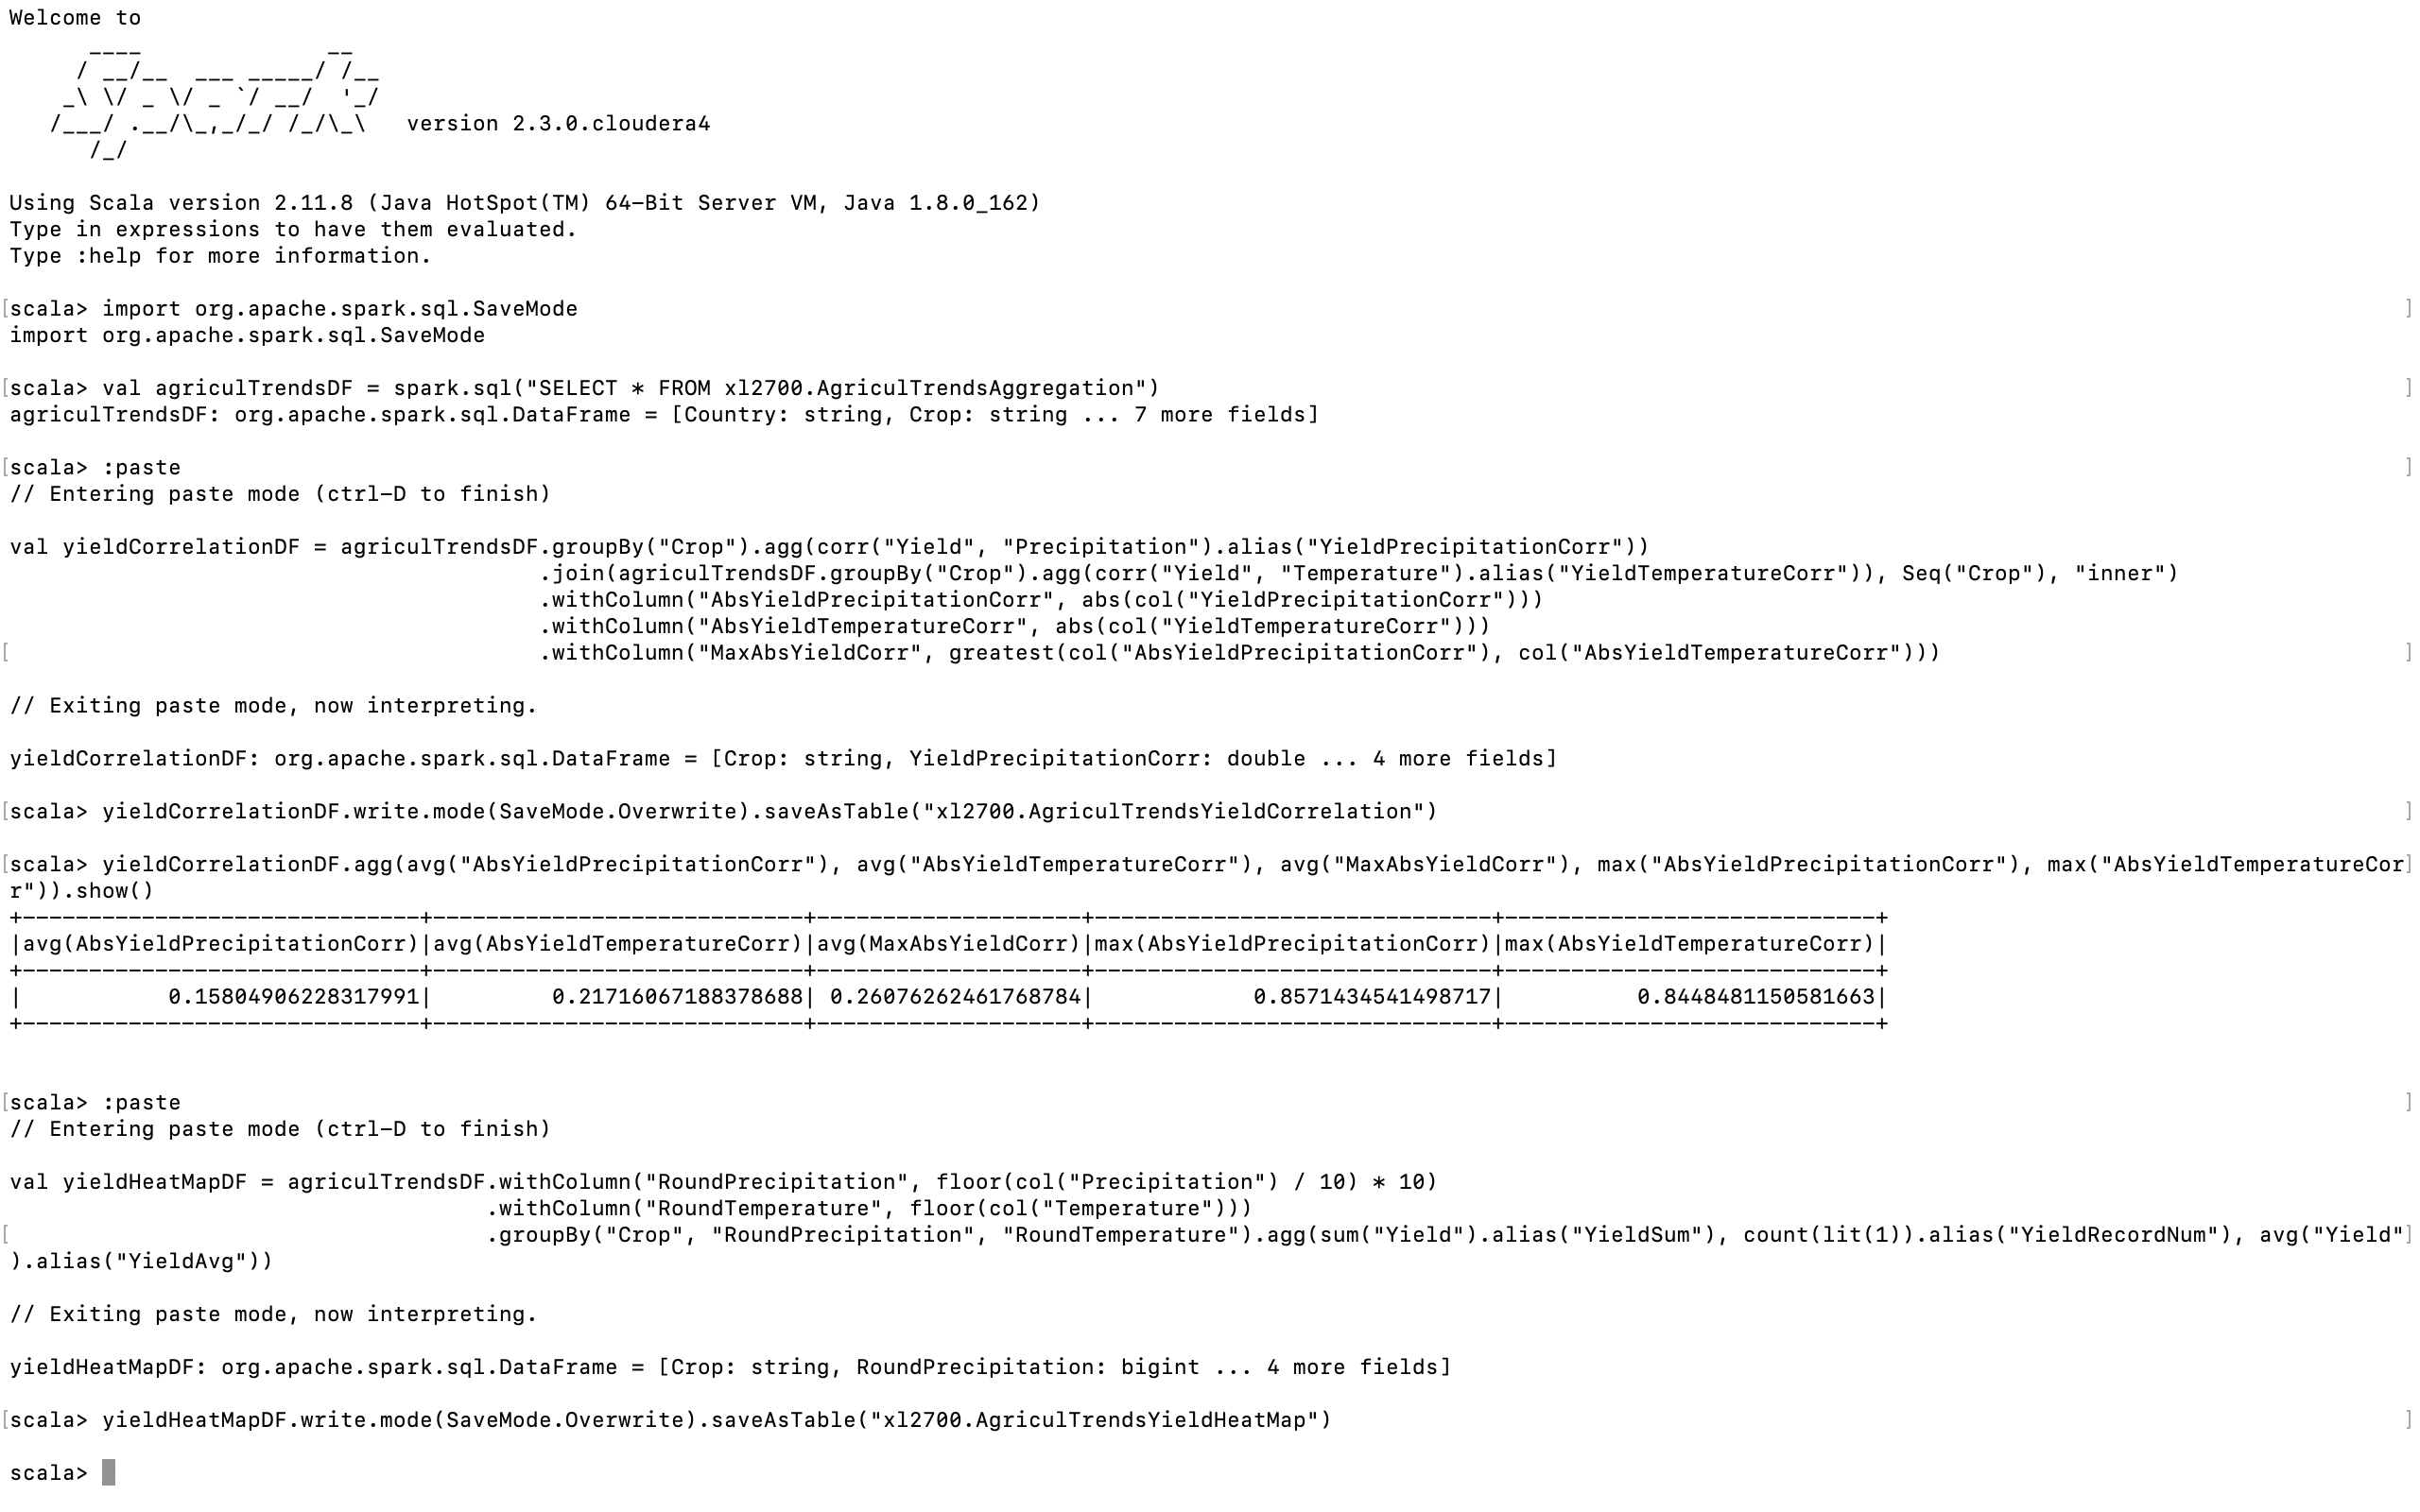 Welcome to
      ____              __
     / __/__  ___ _____/ /__
    _\ \/ _ \/ _ `/ __/  '_/
   /___/ .__/\_,_/_/ /_/\_\   version 2.3.0.cloudera4
      /_/

Using Scala version 2.11.8 (Java HotSpot(TM) 64-Bit Server VM, Java 1.8.0_162)
Type in expressions to have them evaluated.
Type :help for more information.

[scala> import org.apache.spark.sql.SaveMode ]
import org.apache.spark.sql.SaveMode

[scala> val agriculTrendsDF = spark.sql("SELECT * FROM xl2700.AgriculTrendsAggregation") ]
agriculTrendsDF: org.apache.spark.sql.DataFrame = [Country: string, Crop: string ... 7 more fields]

[scala> :paste ]
// Entering paste mode (ctrl-D to finish)

val yieldCorrelationDF = agriculTrendsDF.groupBy("Crop").agg(corr("Yield", "Precipitation").alias("YieldPrecipitationCorr"))
                                        .join(agriculTrendsDF.groupBy("Crop").agg(corr("Yield", "Temperature").alias("YieldTemperatureCorr")), Seq("Crop"), "inner")
                                        .withColumn("AbsYieldPrecipitationCorr", abs(col("YieldPrecipitationCorr")))
                                        .withColumn("AbsYieldTemperatureCorr", abs(col("YieldTemperatureCorr")))
[                                        .withColumn("MaxAbsYieldCorr", greatest(col("AbsYieldPrecipitationCorr"), col("AbsYieldTemperatureCorr"))) ]

// Exiting paste mode, now interpreting.

yieldCorrelationDF: org.apache.spark.sql.DataFrame = [Crop: string, YieldPrecipitationCorr: double ... 4 more fields]

[scala> yieldCorrelationDF.write.mode(SaveMode.Overwrite).saveAsTable("xl2700.AgriculTrendsYieldCorrelation") ]

[scala> yieldCorrelationDF.agg(avg("AbsYieldPrecipitationCorr"), avg("AbsYieldTemperatureCorr"), avg("MaxAbsYieldCorr"), max("AbsYieldPrecipitationCorr"), max("AbsYieldTemperatureCor]
r")).show()
+------------------------------+----------------------------+--------------------+------------------------------+----------------------------+
|avg(AbsYieldPrecipitationCorr)|avg(AbsYieldTemperatureCorr)|avg(MaxAbsYieldCorr)|max(AbsYieldPrecipitationCorr)|max(AbsYieldTemperatureCorr)|
+------------------------------+----------------------------+--------------------+------------------------------+----------------------------+
|           0.15804906228317991|         0.21716067188378688| 0.26076262461768784|            0.8571434541498717|          0.8448481150581663|
+------------------------------+----------------------------+--------------------+------------------------------+----------------------------+

[scala> :paste ]
// Entering paste mode (ctrl-D to finish)

val yieldHeatMapDF = agriculTrendsDF.withColumn("RoundPrecipitation", floor(col("Precipitation") / 10) * 10)
                                    .withColumn("RoundTemperature", floor(col("Temperature")))
[                                    .groupBy("Crop", "RoundPrecipitation", "RoundTemperature").agg(sum("Yield").alias("YieldSum"), count(lit(1)).alias("YieldRecordNum"), avg("Yield"]
).alias("YieldAvg"))

// Exiting paste mode, now interpreting.

yieldHeatMapDF: org.apache.spark.sql.DataFrame = [Crop: string, RoundPrecipitation: bigint ... 4 more fields]

[scala> yieldHeatMapDF.write.mode(SaveMode.Overwrite).saveAsTable("xl2700.AgriculTrendsYieldHeatMap") ]

scala>